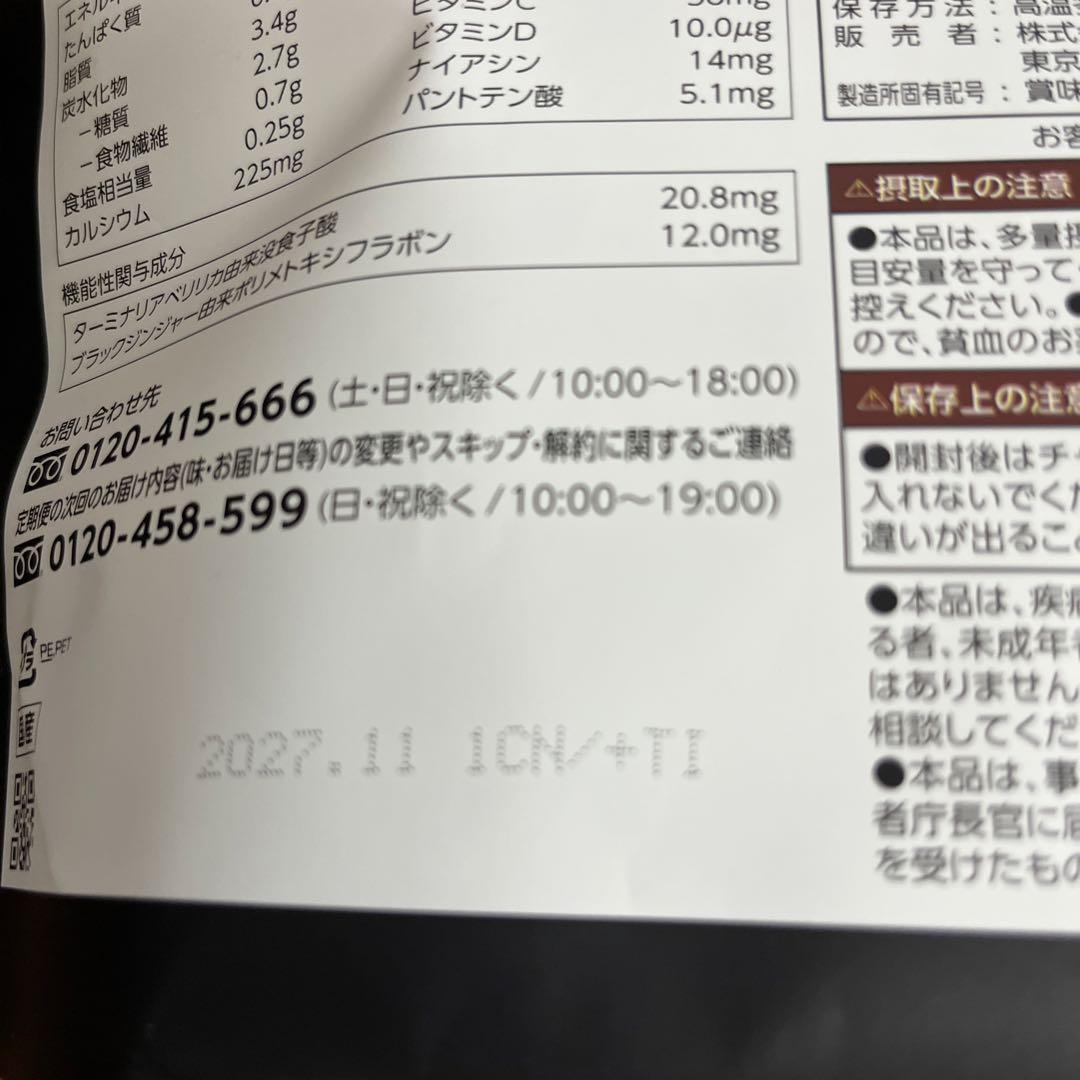 エネルギ
たんぱく質
脂質 3.4g
炭水化物 2.7g
－糖質 0.7g
－食物繊維 0.25g
食塩相当量 225mg
カルシウム
ビタミンC
ビタミンD 10.0μg
ナイアシン 14mg
パントテン酸 5.1mg
機能性関与成分
ターミナリアベリリカ由来没食子酸 20.8mg
ブラックジンジャー由来ポリメトキシフラボン 12.0mg
お問い合わせ先
0120-415-666 (土・日・祝除く/10:00〜18:00)
定期便の次回のお届け内容(味・お届け日等)の変更やスキップ・解約に関するご連絡
0120-458-599 (日・祝除く/10:00〜19:00)
PE,PET
国産
2027.11 1CN/+TI
保存方法：高温
販売者：株式
東京
製造所固有記号：賞味
お客
⚠摂取上の注意
●本品は、多量摂
目安量を守って
控えください。●
ので、貧血のお
⚠保存上の注意
●開封後はチャ
入れないでくだ
違いが出るこ
●本品は、疾病
る者、未成年者
はありません
相談してくだ
●本品は、事
者庁長官に届
を受けたもの